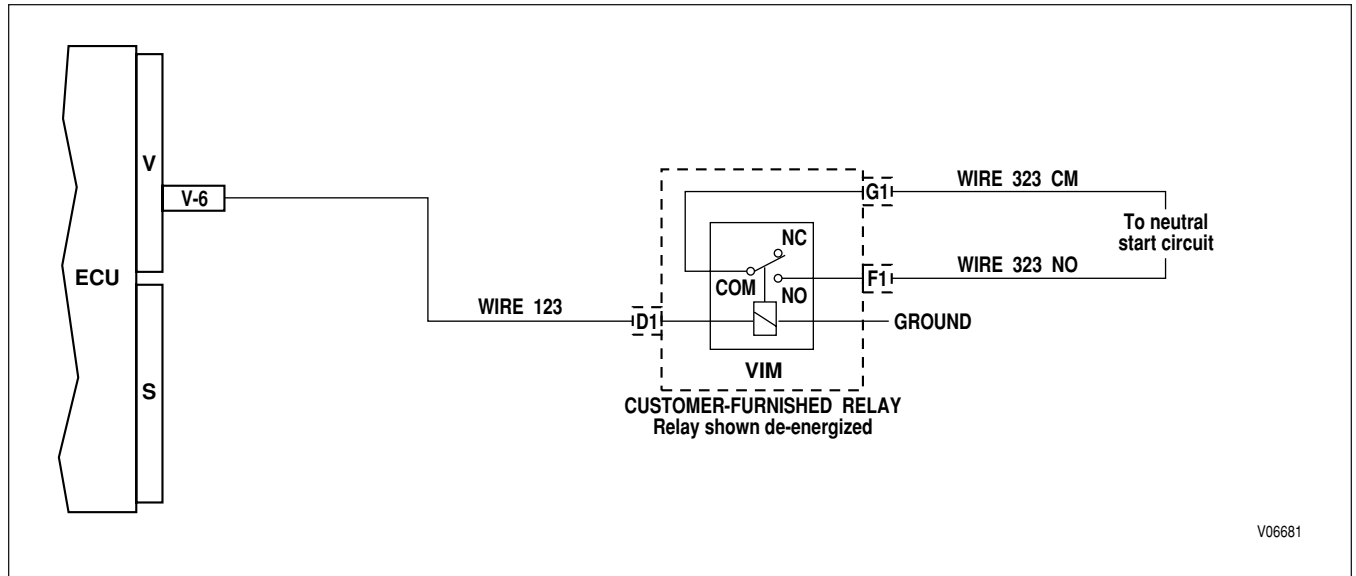 V
V-6
ECU
S
WIRE 123
D1
G1
WIRE 323 CM
NC
COM
NO
F1
WIRE 323 NO
To neutral
start circuit
GROUND
VIM
CUSTOMER-FURNISHED RELAY
Relay shown de-energized
V06681